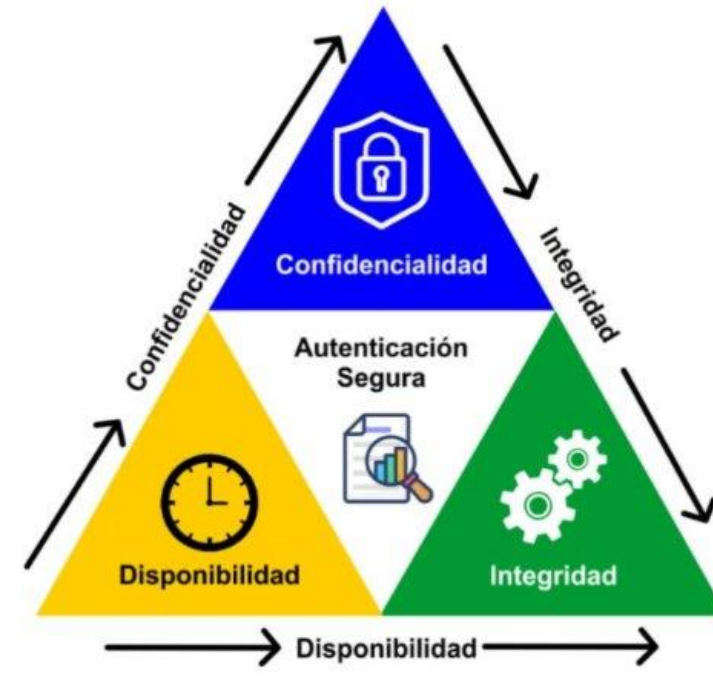 Confidencialidad
Integridad
Confidencialidad
Autenticación
Segura
Disponibilidad
Integridad
Disponibilidad